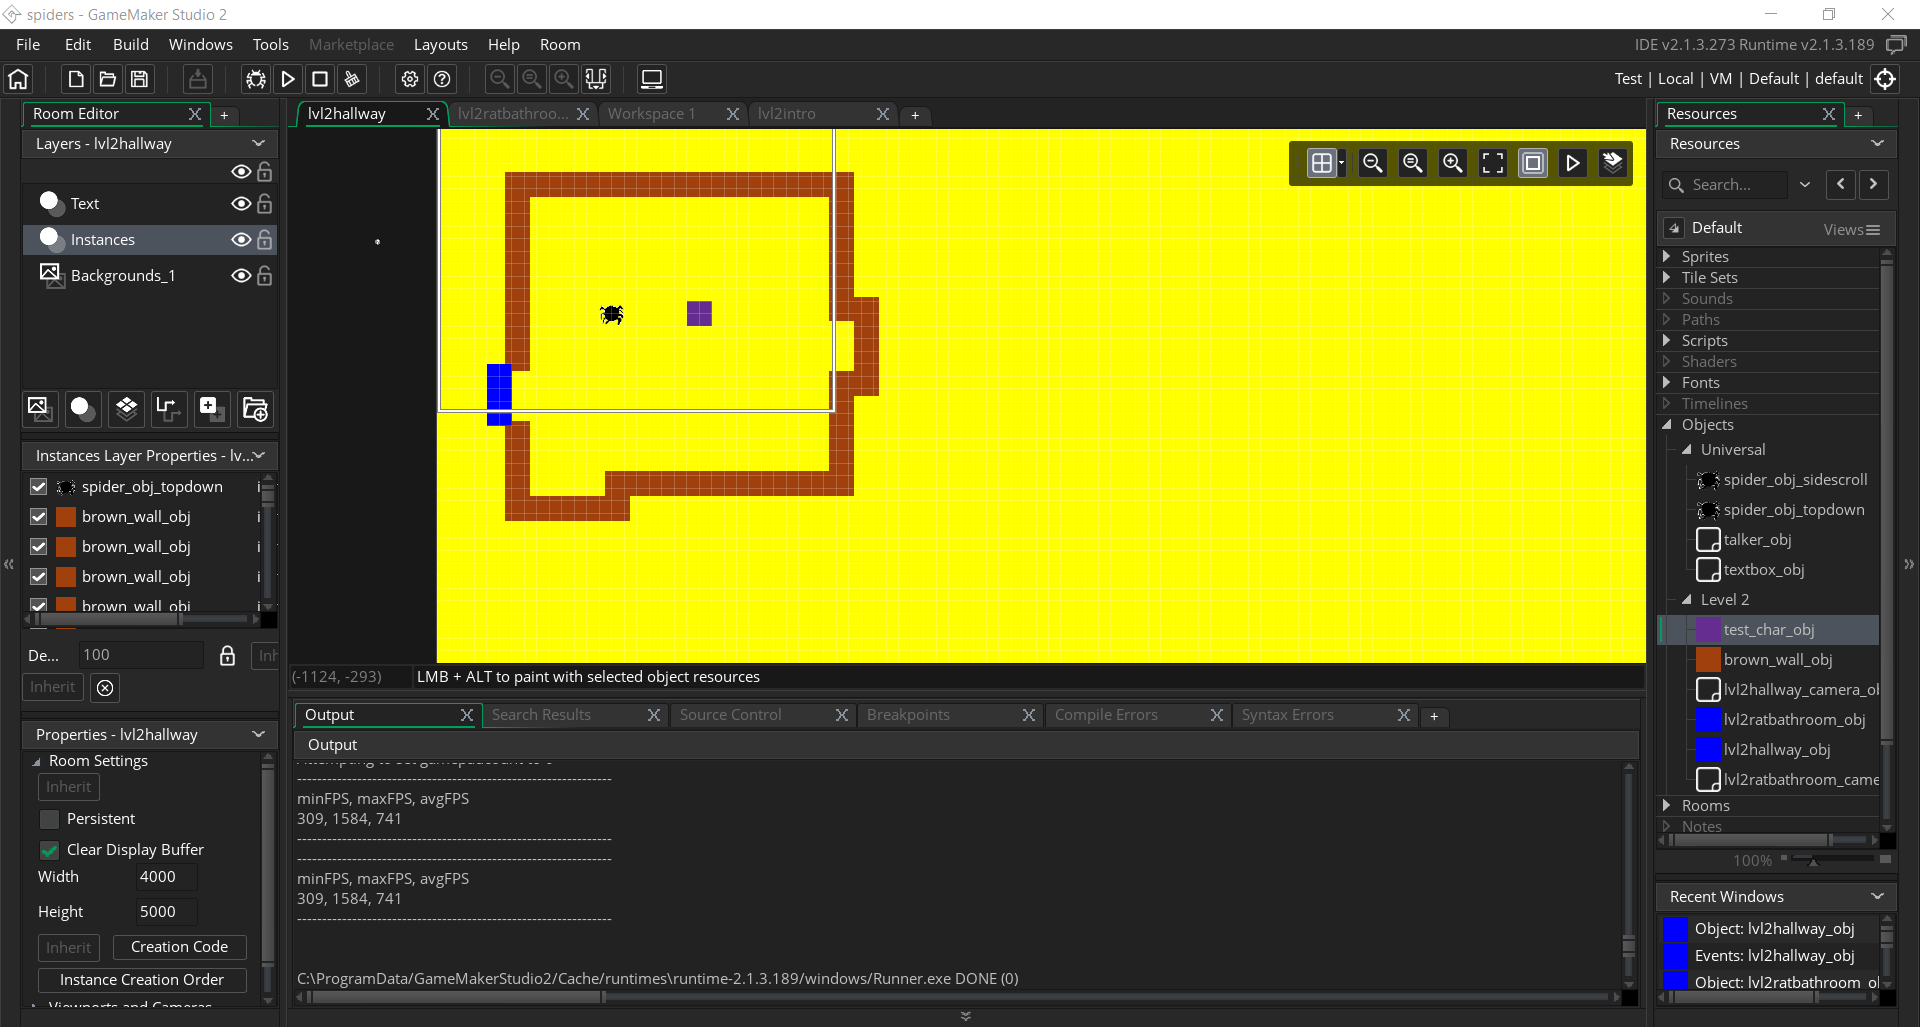 spiders - GameMaker Studio 2
File Edit Build Windows Tools Marketplace Layouts Help Room
IDE v2.1.3.273 Runtime v2.1.3.189
Test | Local | VM | Default | default
Room Editor
Layers - lvl2hallway
Text
Instances
Backgrounds_1
Instances Layer Properties - lv...
spider_obj_topdown i
brown_wall_obj i
brown_wall_obj i
brown_wall_obj i
brown_wall_obj i
De... 100 Inh
Inherit
Properties - lvl2hallway
Room Settings
Inherit
Persistent
Clear Display Buffer
Width 4000
Height 5000
Inherit Creation Code
Instance Creation Order
Viewports and Cameras
lvl2hallway lvl2ratbathroo... Workspace 1 lvl2intro
(-1124, -293) LMB + ALT to paint with selected object resources
Output Search Results Source Control Breakpoints Compile Errors Syntax Errors
Output
---------------------------------------------------------------
minFPS, maxFPS, avgFPS
309, 1584, 741
---------------------------------------------------------------
---------------------------------------------------------------
minFPS, maxFPS, avgFPS
309, 1584, 741
---------------------------------------------------------------
C:\ProgramData/GameMakerStudio2/Cache/runtimes\runtime-2.1.3.189/windows/Runner.exe DONE (0)
Resources
Resources
Search...
Default Views
Sprites
Tile Sets
Sounds
Paths
Scripts
Shaders
Fonts
Timelines
Objects
Universal
spider_obj_sidescroll
spider_obj_topdown
talker_obj
textbox_obj
Level 2
test_char_obj
brown_wall_obj
lvl2hallway_camera_ob
lvl2ratbathroom_obj
lvl2hallway_obj
lvl2ratbathroom_came
Rooms
Notes
100%
Recent Windows
Object: lvl2hallway_obj
Events: lvl2hallway_obj
Object: lvl2ratbathroom_ob